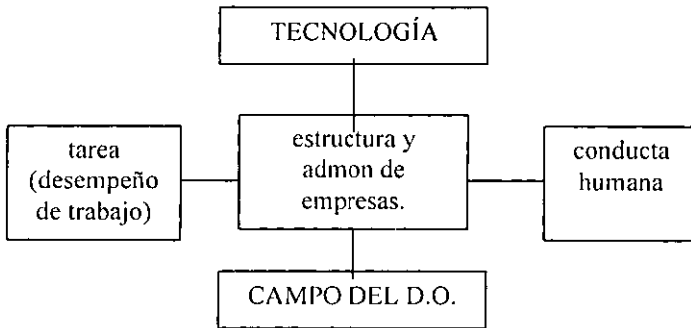 TECNOLOGÍA
tarea
(desempeño
de trabajo)
estructura y
admon de
empresas.
conducta
humana
CAMPO DEL D.O.